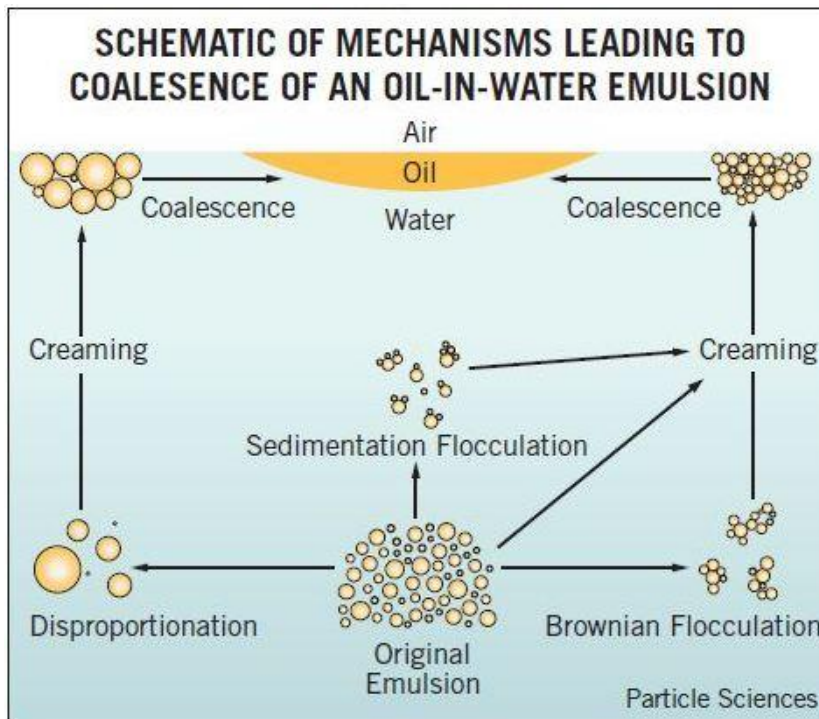 SCHEMATIC OF MECHANISMS LEADING TO
COALESENCE OF AN OIL-IN-WATER EMULSION
Air
Oil
Water
Coalescence
Coalescence
Creaming
Creaming
Sedimentation Flocculation
Disproportionation
Brownian Flocculation
Original
Emulsion
Particle Sciences